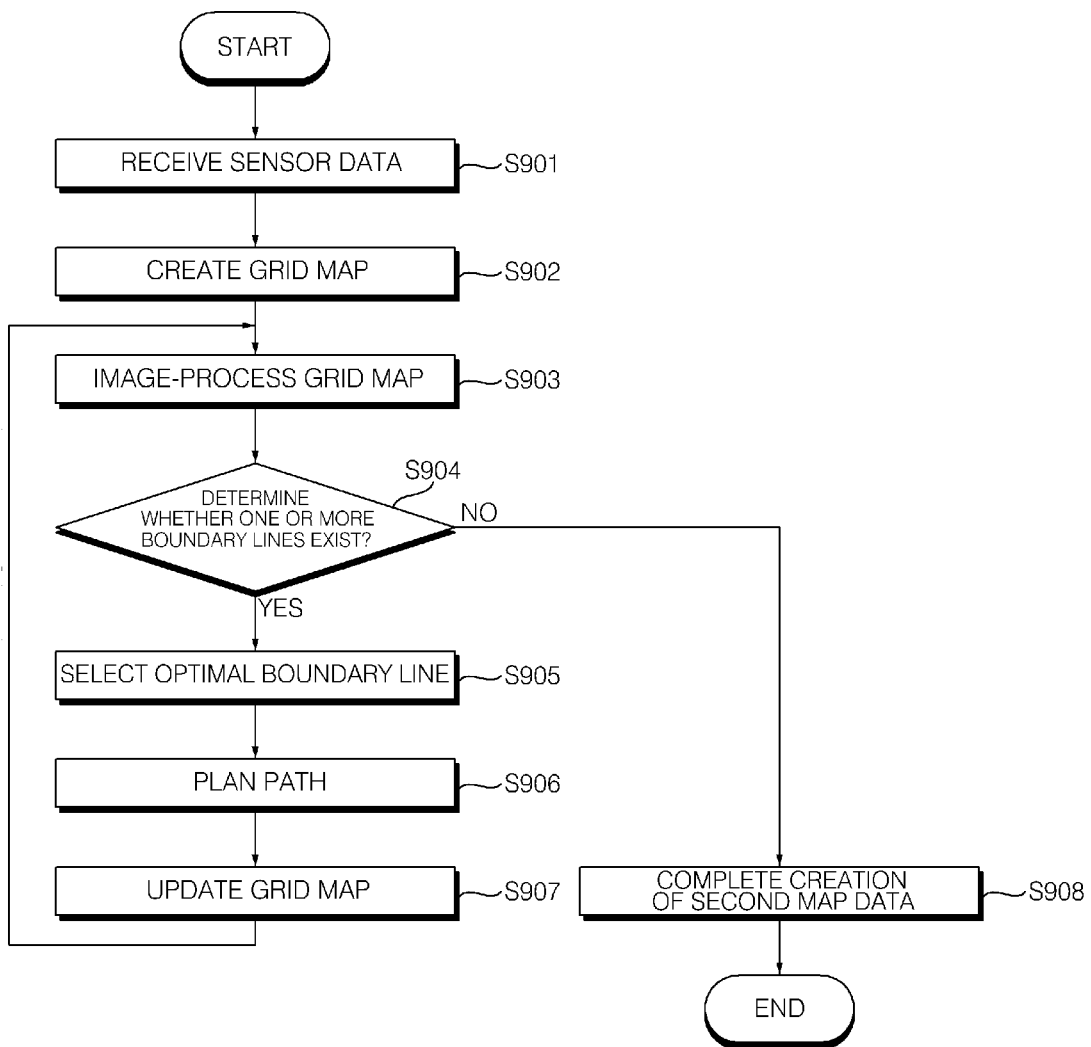 START
RECEIVE SENSOR DATA
S901
CREATE GRID MAP
S902
IMAGE-PROCESS GRID MAP
S903
S904
DETERMINE
WHETHER ONE OR MORE
BOUNDARY LINES EXIST?
NO
YES
SELECT OPTIMAL BOUNDARY LINE
S905
PLAN PATH
S906
UPDATE GRID MAP
S907
COMPLETE CREATION
OF SECOND MAP DATA
S908
END